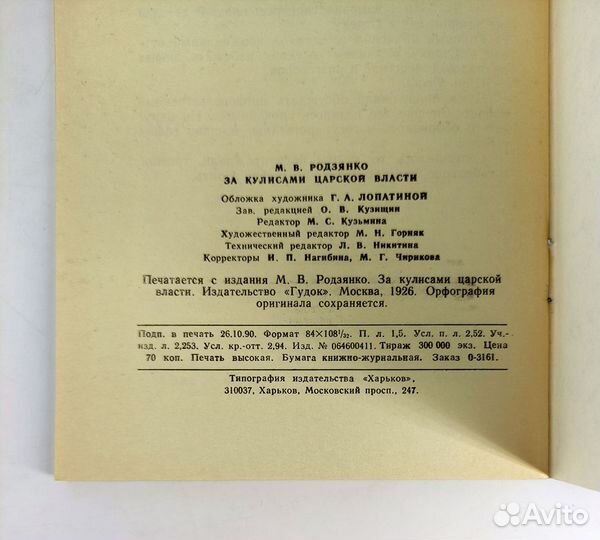 М. В. РОДЗЯНКО
ЗА КУЛИСАМИ ЦАРСКОЙ ВЛАСТИ
Обложка художника Г. А. ЛОПАТИНОЙ
Зав. редакцией О. В. Кузищин
Редактор М. С. Кузьмина
Художественный редактор М. Н. Горняк
Технический редактор Л. В. Никитина
Корректоры И. П. Нагибина, М. Г. Чирикова
Печатается с издания М. В. Родзянко. За кулисами царской
власти. Издательство «Гудок». Москва, 1926. Орфография
оригинала сохраняется.
Подп. в печать 26.10.90. Формат 84×108¹/₃₂. П. л. 1,5. Усл. п. л. 2,52. Уч.-
изд. л. 2,253. Усл. кр.-отт. 2,94. Изд. № 064600411. Тираж 300 000 экз. Цена
70 коп. Печать высокая. Бумага книжно-журнальная. Заказ 0-3161.
Типография издательства «Харьков»,
310037, Харьков, Московский просп., 247.
Avito